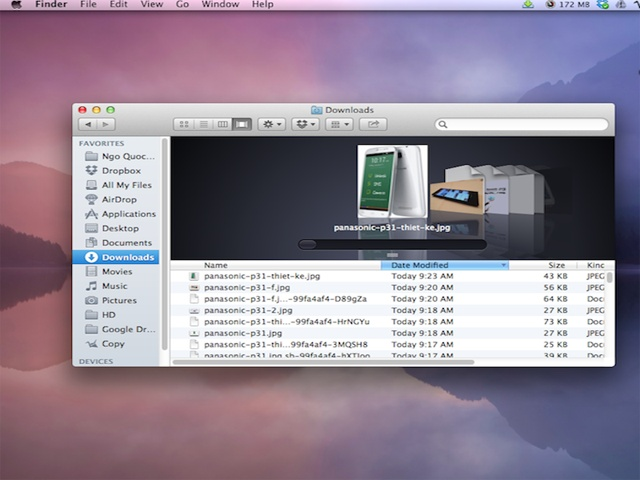 Finder File Edit View Go Window Help 172 MB
Downloads
FAVORITES
Ngo Quoc...
Dropbox
All My Files
AirDrop
Applications
Desktop
Documents
Downloads
Movies
Music
Pictures
HD
Google Dr...
Copy
DEVICES
panasonic-p31-thiet-ke.jpg
Name Date Modified Size Kind
panasonic-p31-thiet-ke.jpg Today 9:23 AM 43 KB JPEG
panasonic-p31-f.jpg Today 9:20 AM 56 KB JPEG
panasonic-p31-f.j...-99fa4af4-D89gZa Today 9:20 AM 64 KB Doc
panasonic-p31-2.jpg Today 9:18 AM 27 KB JPEG
panasonic-p31-thi...-99fa4af4-HrNGYu Today 9:18 AM 73 KB Doc
panasonic-p31.jpg Today 9:18 AM 27 KB JPEG
panasonic-p31-thi...99fa4af4-3MQSH8 Today 9:17 AM 25 KB Doc
panasonic-p31.jpg.sb-99fa4af4-hXTIog Today 9:17 AM 39 KB Doc